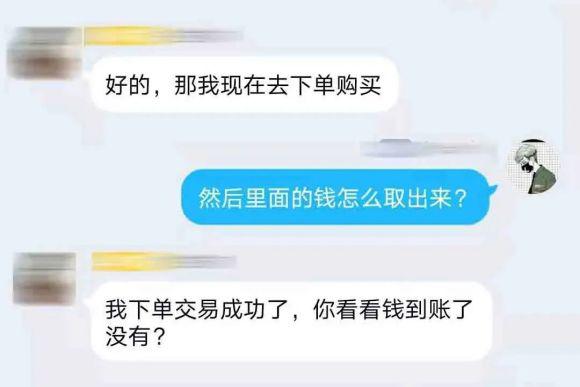 好的，那我现在去下单购买
然后里面的钱怎么取出来？
我下单交易成功了，你看看钱到账了
没有？